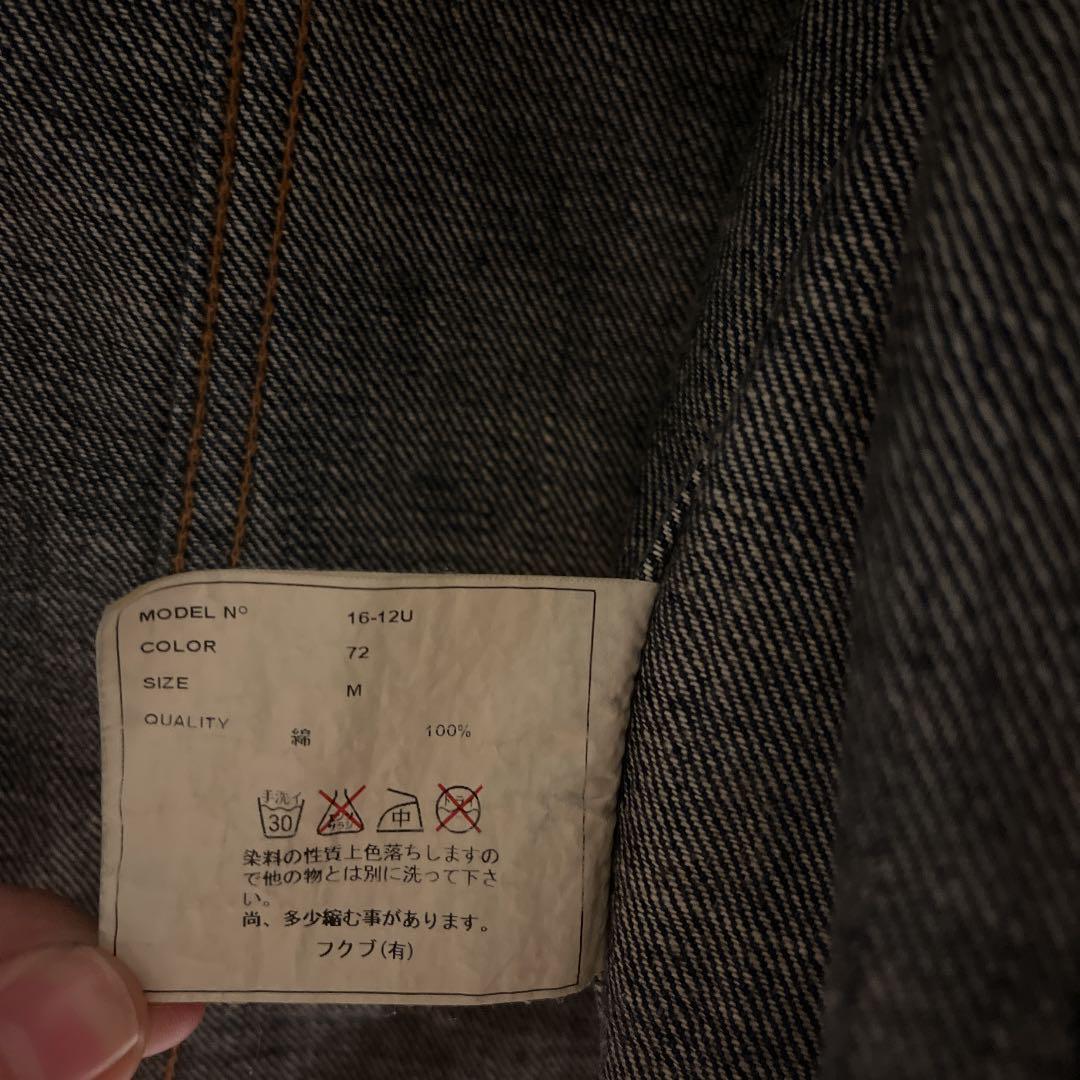 MODEL Nº 16-12U
COLOR 72
SIZE M
QUALITY
綿 100%
手洗イ
30
中
染料の性質上色落ちしますの
で他の物とは別に洗って下さ
い。
尚、多少縮む事があります。
フクブ(有)